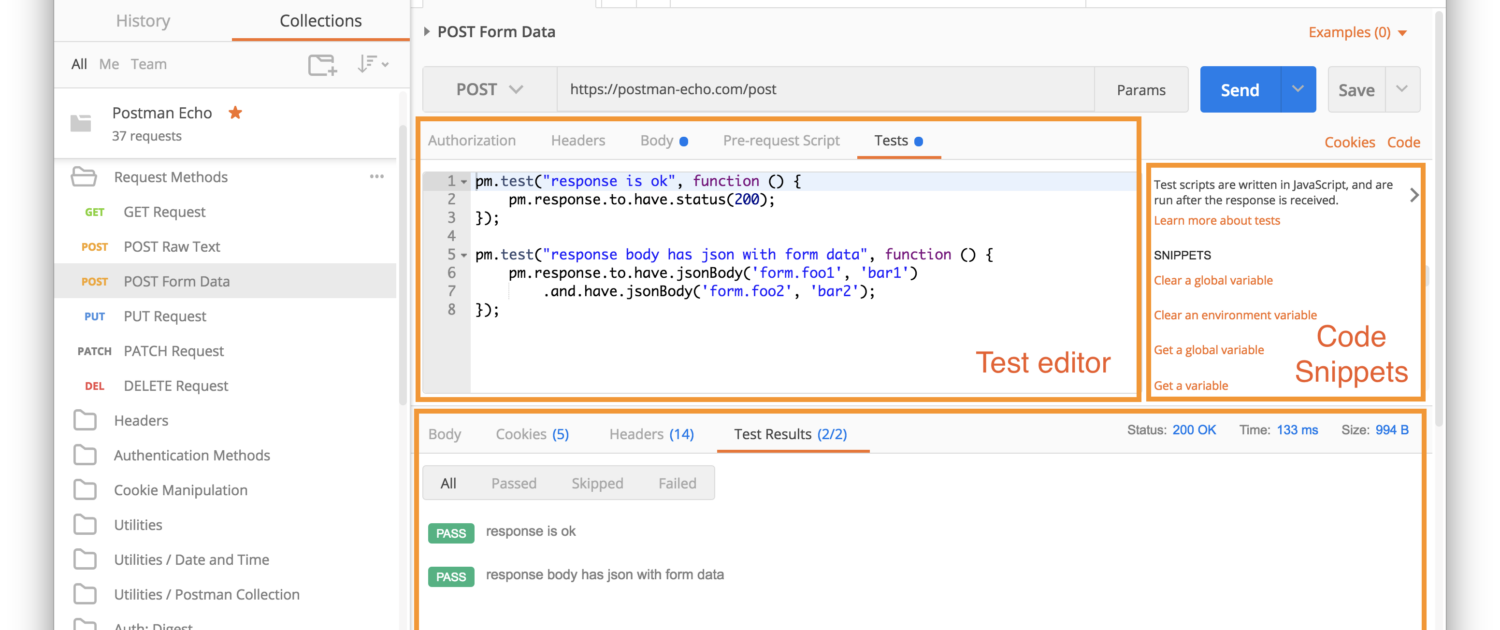 History Collections
All Me Team
Postman Echo
37 requests
Request Methods
GET GET Request
POST POST Raw Text
POST POST Form Data
PUT PUT Request
PATCH PATCH Request
DEL DELETE Request
Headers
Authentication Methods
Cookie Manipulation
Utilities
Utilities / Date and Time
Utilities / Postman Collection
Auth: Digest
POST Form Data
Examples (0)
POST https://postman-echo.com/post Params Send Save
Authorization Headers Body Pre-request Script Tests
Cookies Code
1 pm.test("response is ok", function () {
2 pm.response.to.have.status(200);
3 });
4
5 pm.test("response body has json with form data", function () {
6 pm.response.to.have.jsonBody('form.foo1', 'bar1')
7 .and.have.jsonBody('form.foo2', 'bar2');
8 });
Test editor
Test scripts are written in JavaScript, and are
run after the response is received.
Learn more about tests
SNIPPETS
Clear a global variable
Clear an environment variable
Get a global variable
Get a variable
Code
Snippets
Body Cookies (5) Headers (14) Test Results (2/2)
Status: 200 OK Time: 133 ms Size: 994 B
All Passed Skipped Failed
PASS response is ok
PASS response body has json with form data